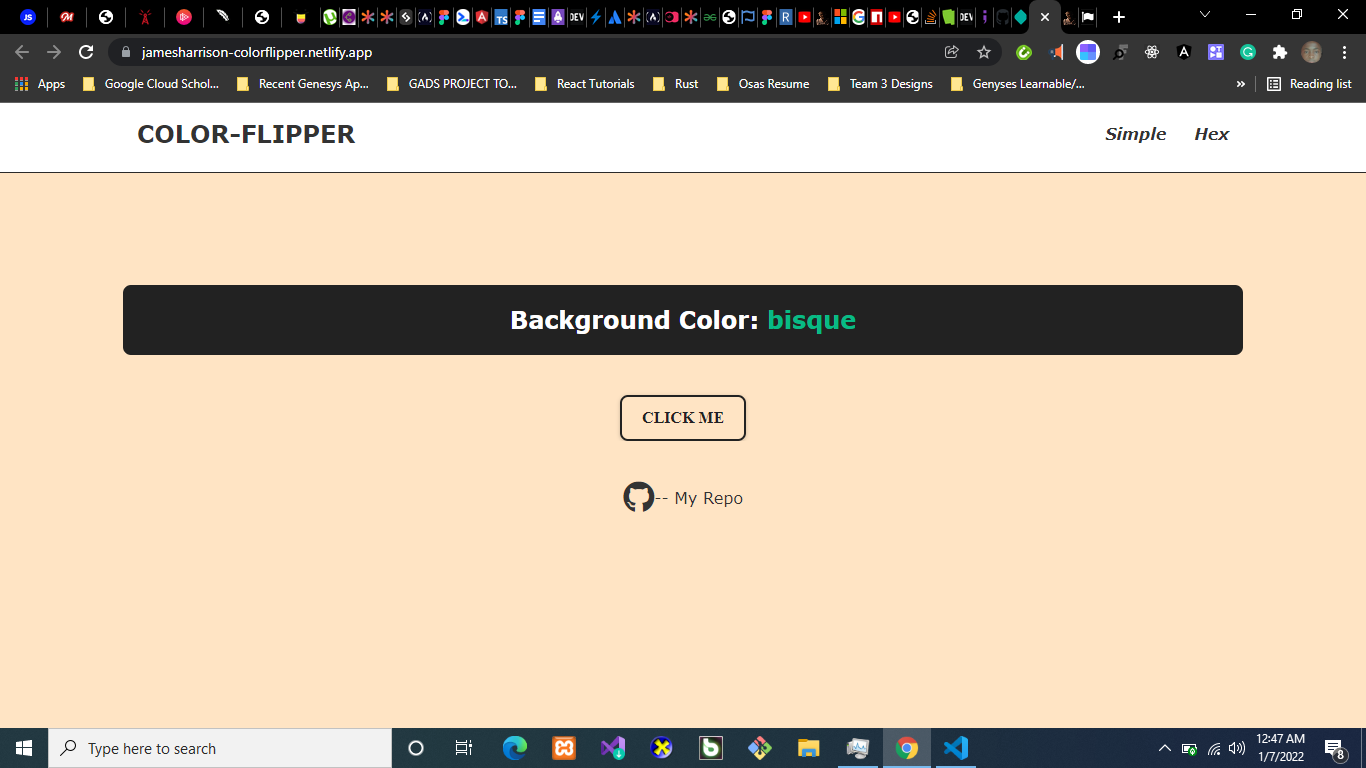 jamesharrison-colorflipper.netlify.app
Apps
Google Cloud Schol...
Recent Genesys Ap...
GADS PROJECT TO...
React Tutorials
Rust
Osas Resume
Team 3 Designs
Genyses Learnable/...
»
Reading list
COLOR-FLIPPER
Simple
Hex
Background Color: bisque
CLICK ME
-- My Repo
Type here to search
12:47 AM
1/7/2022
8